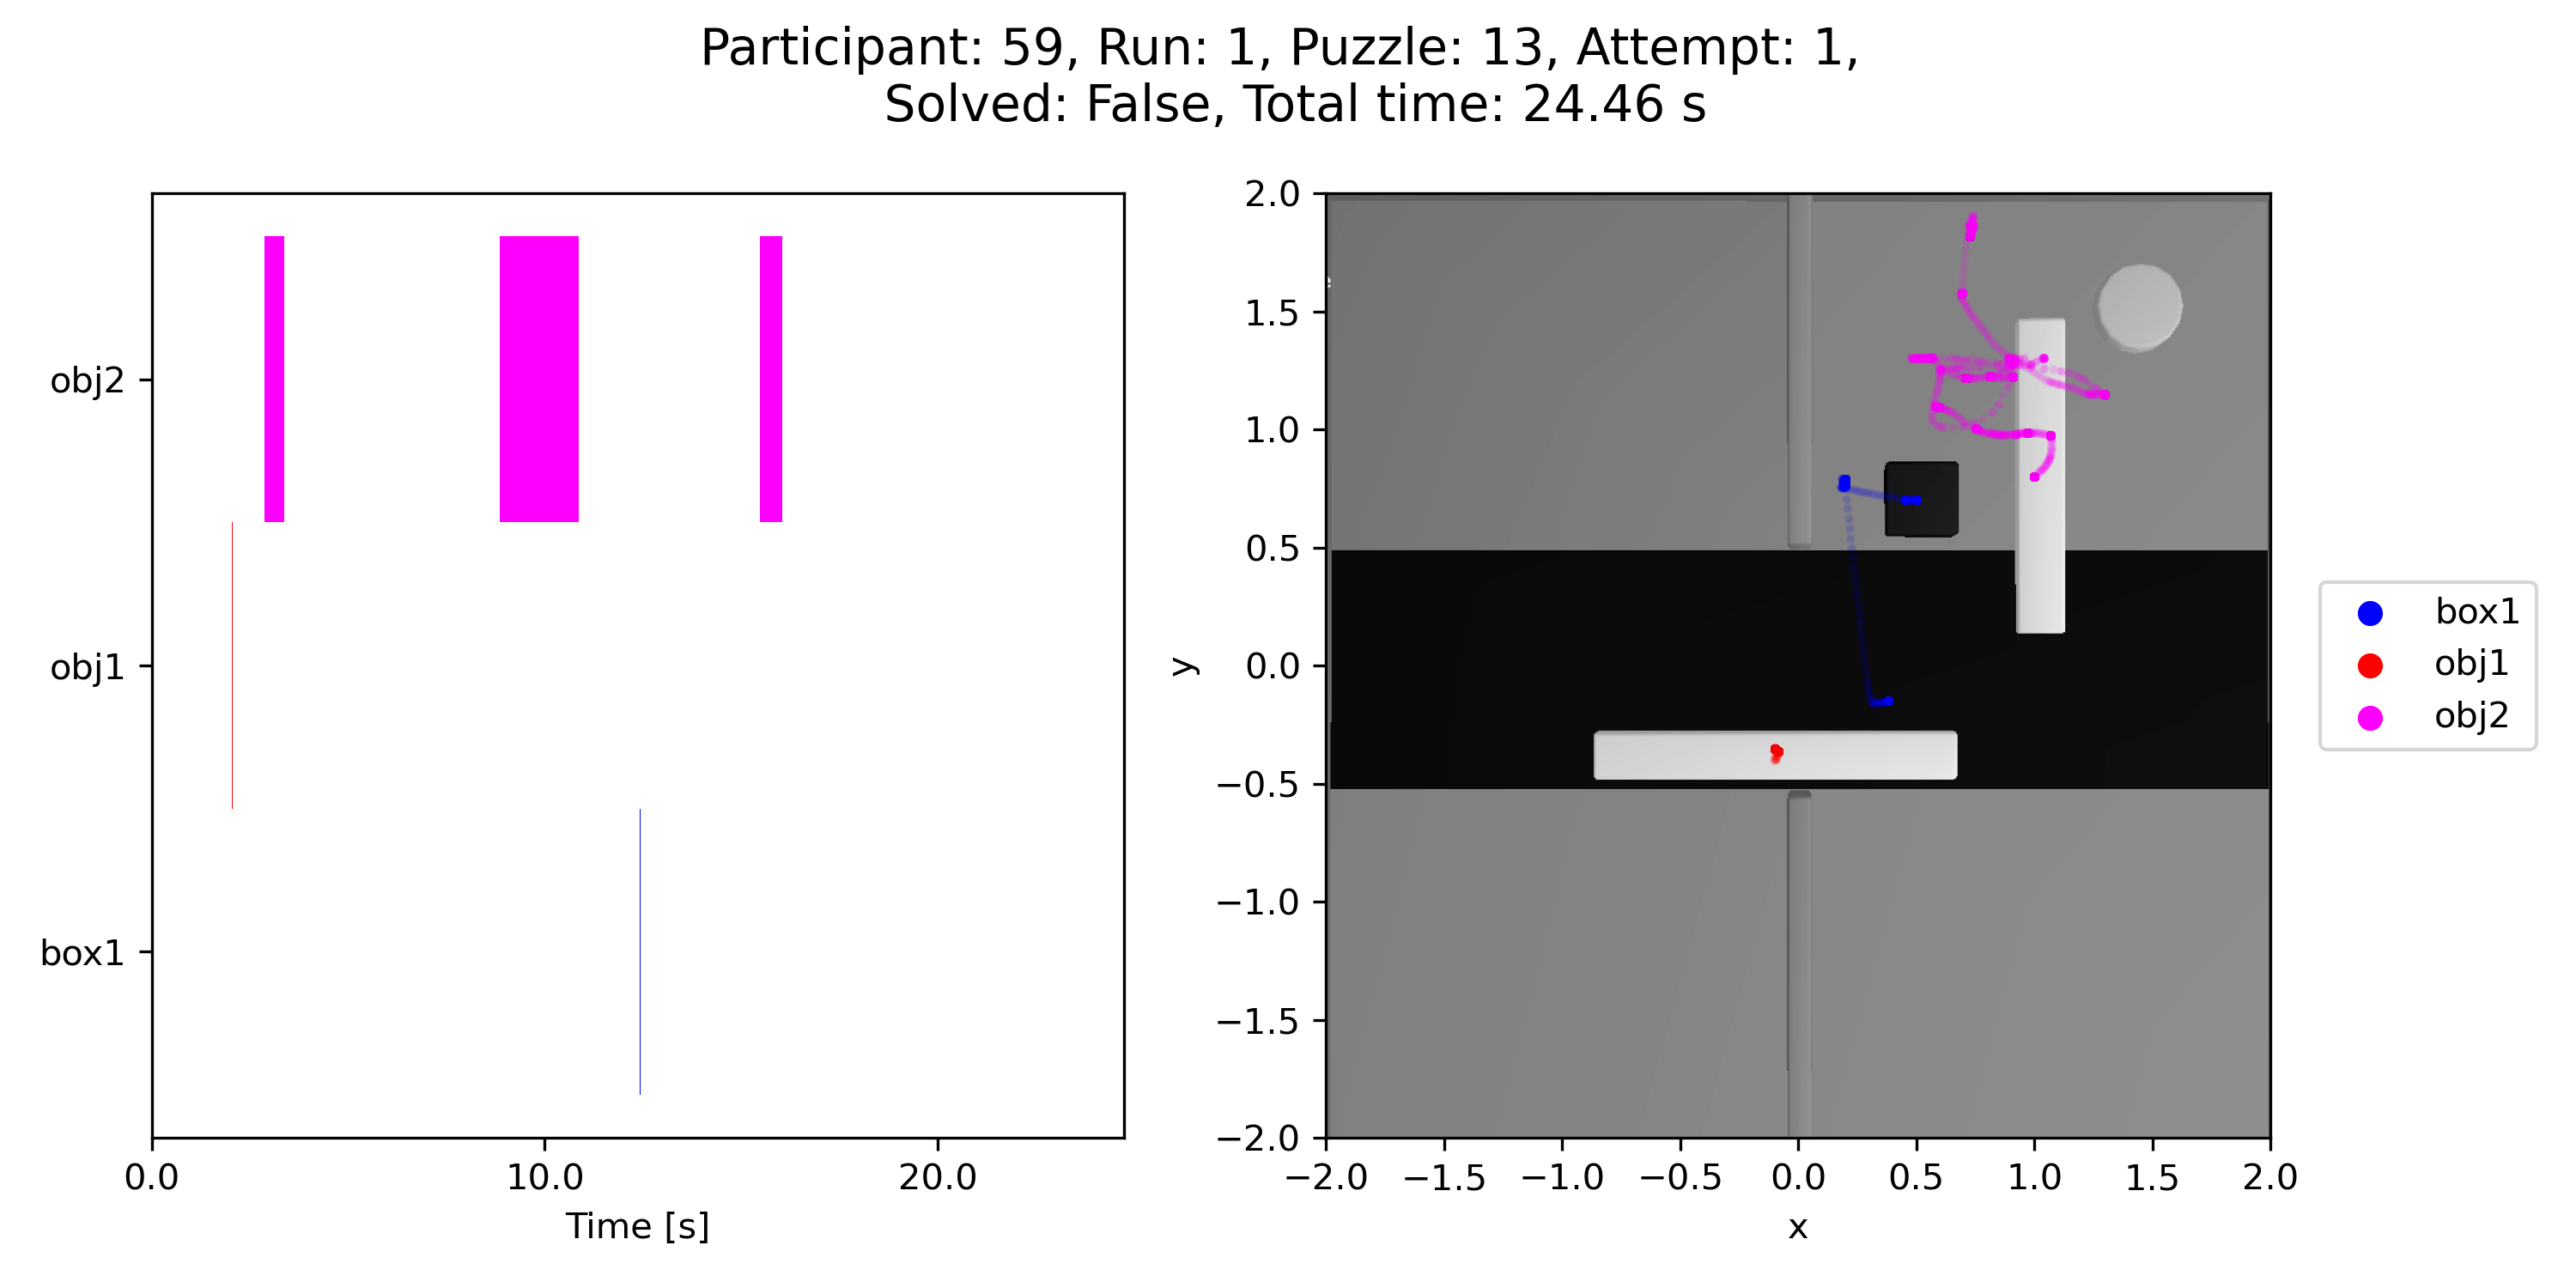 Participant: 59, Run: 1, Puzzle: 13, Attempt: 1,
Solved: False, Total time: 24.46 s
obj2
obj1
box1
0.0 10.0 20.0
Time [s]
2.0
1.5
1.0
0.5
0.0
−0.5
−1.0
−1.5
−2.0
y
−2.0 −1.5 −1.0 −0.5 0.0 0.5 1.0 1.5 2.0
x
box1
obj1
obj2